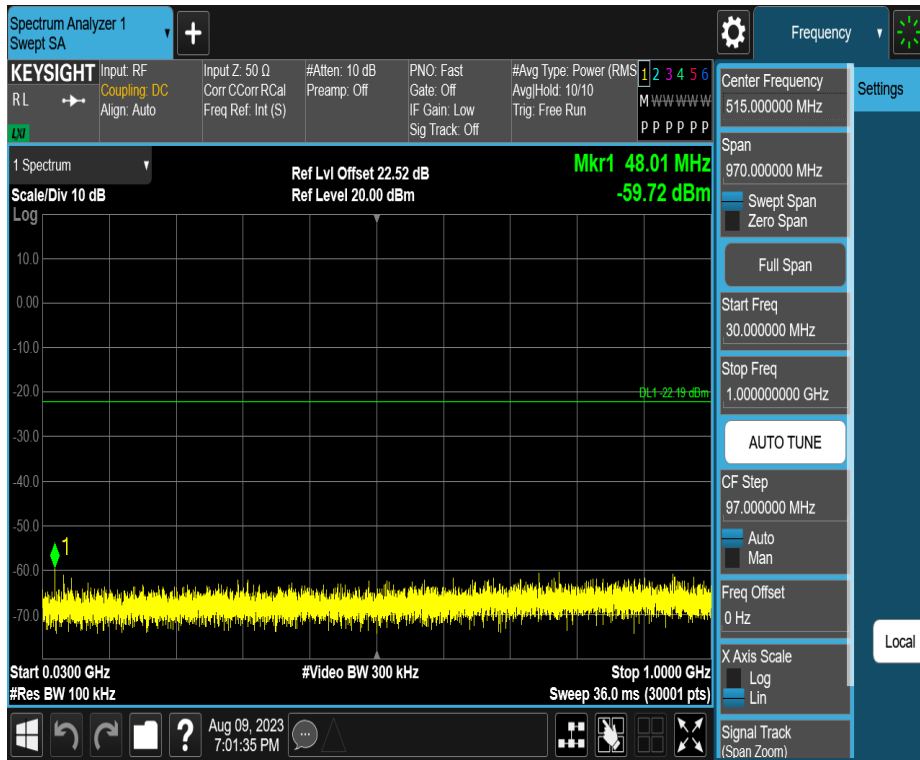 Spectrum Analyzer 1
Swept SA
+
Frequency
KEYSIGHT
R L
LXI
Input: RF
Coupling: DC
Align: Auto
Input Z: 50 Ω
Corr CCorr RCal
Freq Ref: Int (S)
#Atten: 10 dB
Preamp: Off
PNO: Fast
Gate: Off
IF Gain: Low
Sig Track: Off
#Avg Type: Power (RMS
Avg|Hold: 10/10
Trig: Free Run
1 2 3 4 5 6
M W W W W W
P P P P P P
1 Spectrum
Scale/Div 10 dB
Log
Ref Lvl Offset 22.52 dB
Ref Level 20.00 dBm
Mkr1 48.01 MHz
-59.72 dBm
10.0
0.00
-10.0
-20.0
-30.0
-40.0
-50.0
-60.0
-70.0
DL1 -22.19 dBm
1
Start 0.0300 GHz
#Res BW 100 kHz
#Video BW 300 kHz
Stop 1.0000 GHz
Sweep 36.0 ms (30001 pts)
?
Aug 09, 2023
7:01:35 PM
Center Frequency
515.000000 MHz
Span
970.000000 MHz
Swept Span
Zero Span
Full Span
Start Freq
30.000000 MHz
Stop Freq
1.000000000 GHz
AUTO TUNE
CF Step
97.000000 MHz
Auto
Man
Freq Offset
0 Hz
X Axis Scale
Log
Lin
Signal Track
(Span Zoom)
Settings
Local